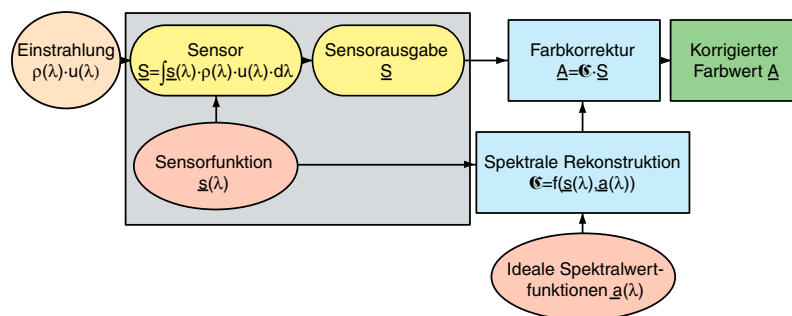 Einstrahlung
ρ(λ)·u(λ)
Sensor
S̲=∫s̲(λ)·ρ(λ)·u(λ)·dλ
Sensorausgabe
S̲
Farbkorrektur
A̲=𝕮·S̲
Korrigierter
Farbwert A̲
Sensorfunktion
s̲(λ)
Spektrale Rekonstruktion
𝕮=f(s̲(λ),a̲(λ))
Ideale Spektralwert-
funktionen a̲(λ)